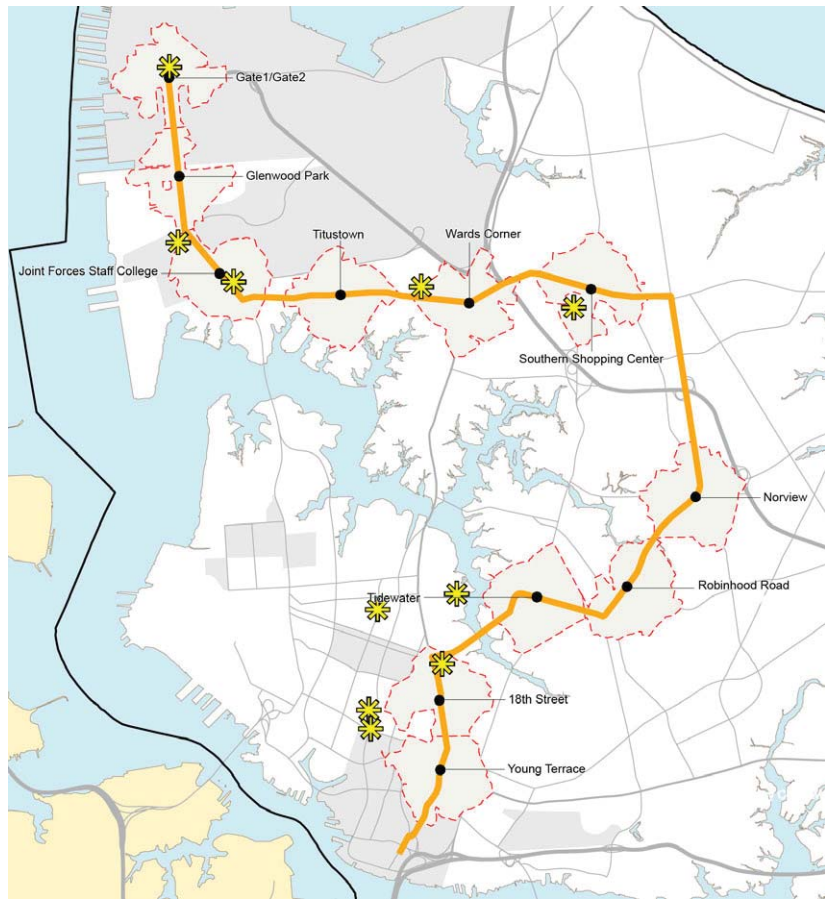 Gate1/Gate2
Glenwood Park
Titustown
Wards Corner
Joint Forces Staff College
Southern Shopping Center
Norview
Robinhood Road
Tidewater
18th Street
Young Terrace